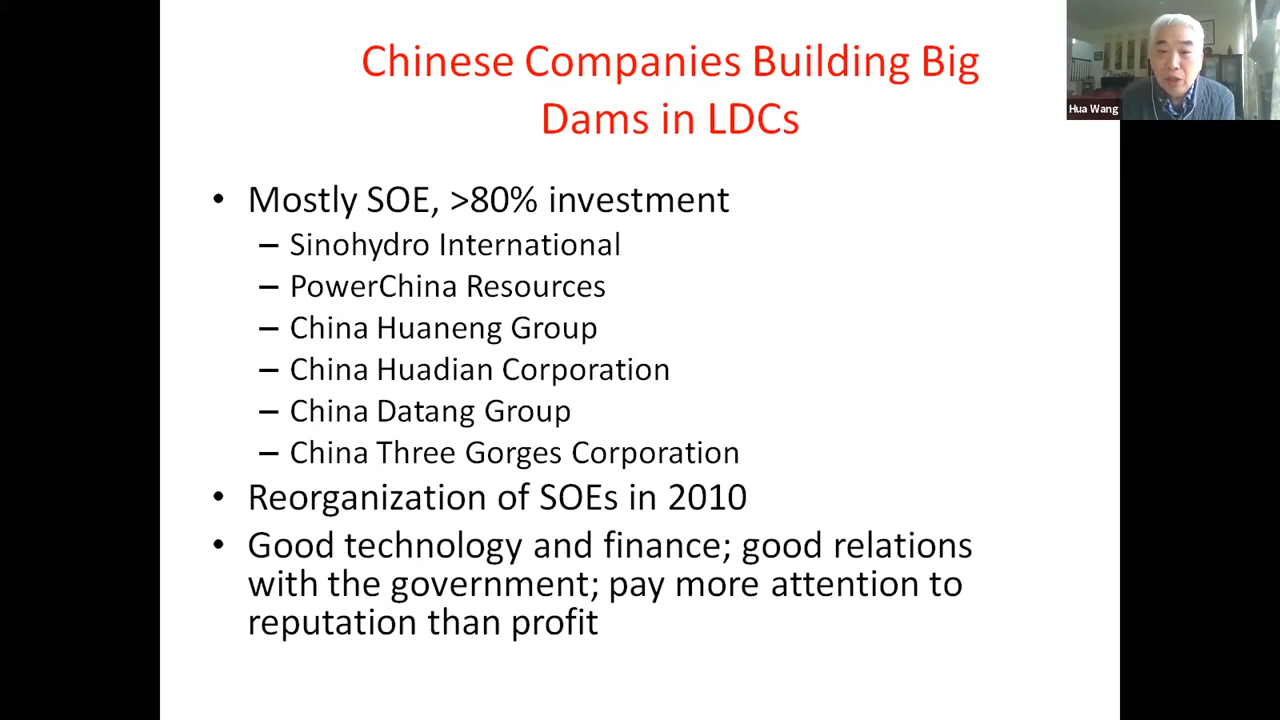 Chinese Companies Building Big
Dams in LDCs
Hua Wang
• Mostly SOE, >80% investment
– Sinohydro International
– PowerChina Resources
– China Huaneng Group
– China Huadian Corporation
– China Datang Group
– China Three Gorges Corporation
• Reorganization of SOEs in 2010
• Good technology and finance; good relations
with the government; pay more attention to
reputation than profit